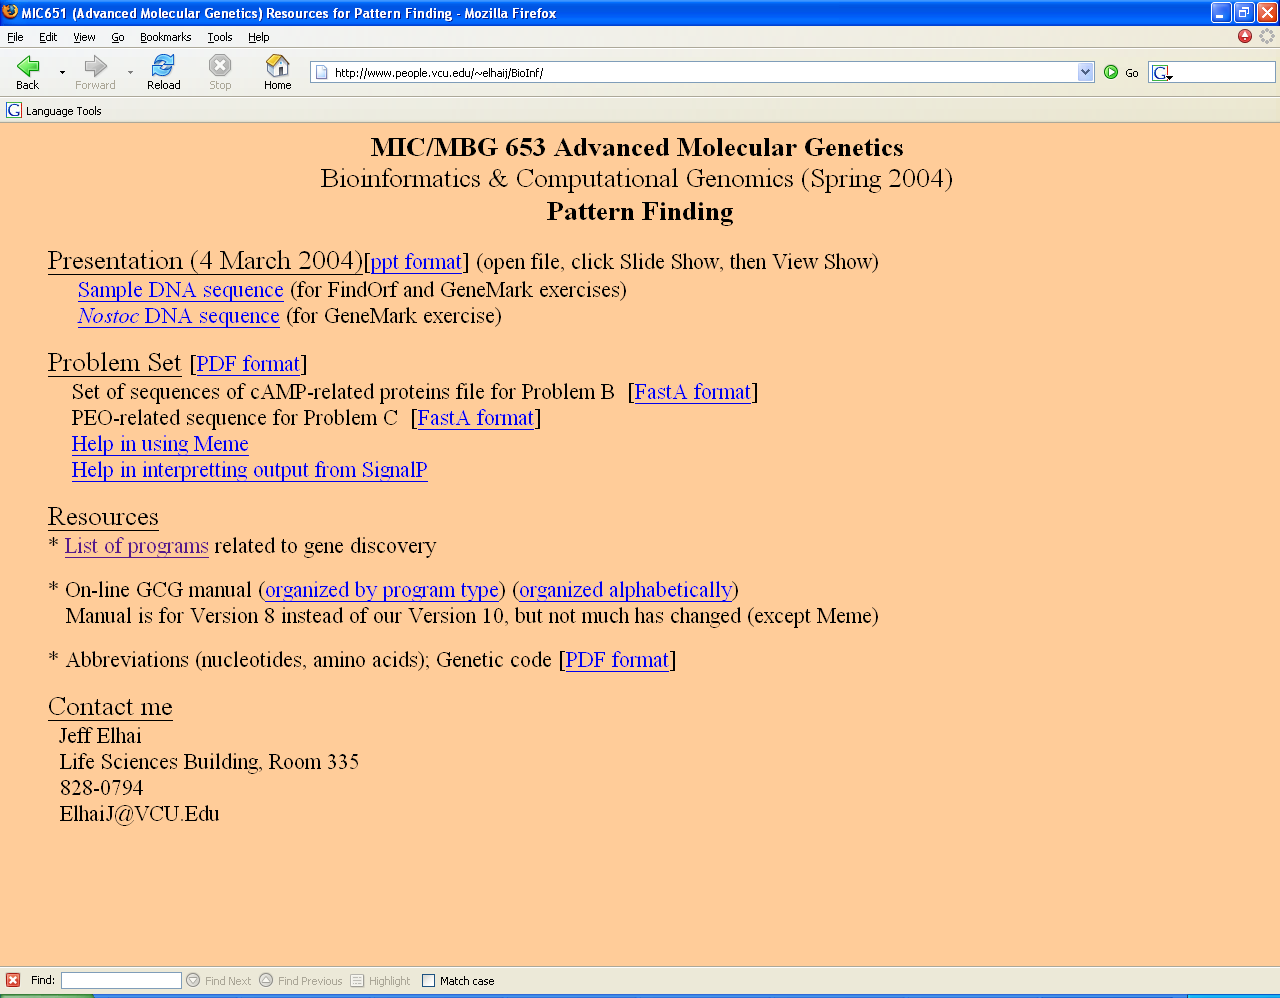 MIC651 (Advanced Molecular Genetics) Resources for Pattern Finding - Mozilla Firefox
File Edit View Go Bookmarks Tools Help
Back Forward Reload Stop Home http://www.people.vcu.edu/~elhaij/BioInf/ Go G
G Language Tools
MIC/MBG 653 Advanced Molecular Genetics
Bioinformatics & Computational Genomics (Spring 2004)
Pattern Finding
Presentation (4 March 2004)[ppt format] (open file, click Slide Show, then View Show)
Sample DNA sequence (for FindOrf and GeneMark exercises)
Nostoc DNA sequence (for GeneMark exercise)
Problem Set [PDF format]
Set of sequences of cAMP-related proteins file for Problem B [FastA format]
PEO-related sequence for Problem C [FastA format]
Help in using Meme
Help in interpretting output from SignalP
Resources
* List of programs related to gene discovery
* On-line GCG manual (organized by program type) (organized alphabetically)
Manual is for Version 8 instead of our Version 10, but not much has changed (except Meme)
* Abbreviations (nucleotides, amino acids); Genetic code [PDF format]
Contact me
Jeff Elhai
Life Sciences Building, Room 335
828-0794
ElhaiJ@VCU.Edu
Find: Find Next Find Previous Highlight Match case